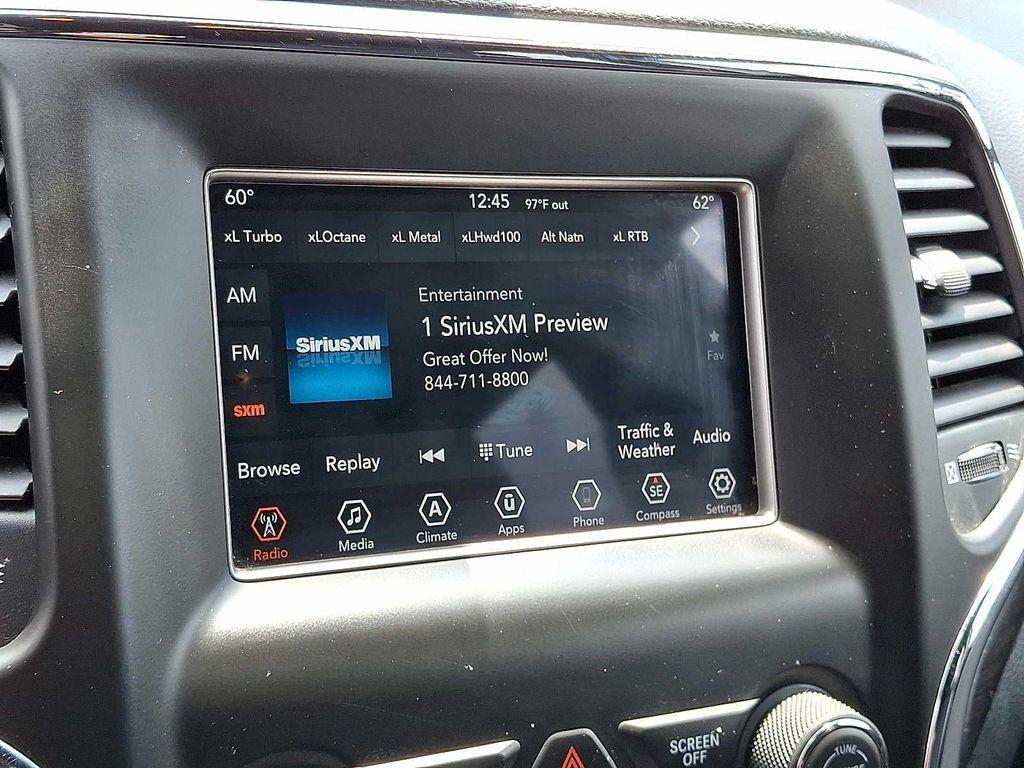 60° 12:45 97°F out 62°
xL Turbo xLOctane xL Metal xLHwd100 Alt Natn xL RTB
AM
FM
sxm
SiriusXM
Entertainment
1 SiriusXM Preview
Great Offer Now!
844-711-8800
Fav
Browse Replay Tune Traffic & Weather Audio
Radio Media A Climate ū Apps Phone SE Compass Settings
SCREEN
OFF
TUNE